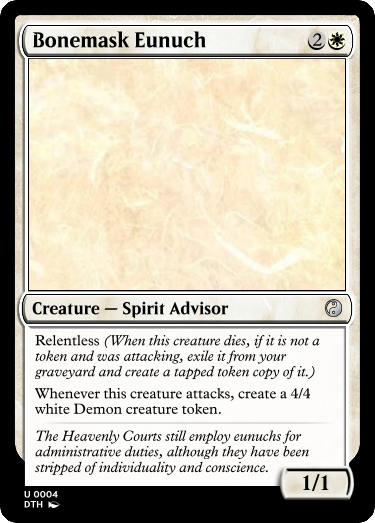 Bonemask Eunuch 2
Creature — Spirit Advisor
Relentless (When this creature dies, if it is not a
token and was attacking, exile it from your
graveyard and create a tapped token copy of it.)
Whenever this creature attacks, create a 4/4
white Demon creature token.
The Heavenly Courts still employ eunuchs for
administrative duties, although they have been
stripped of individuality and conscience.
1/1
U 0004
DTH